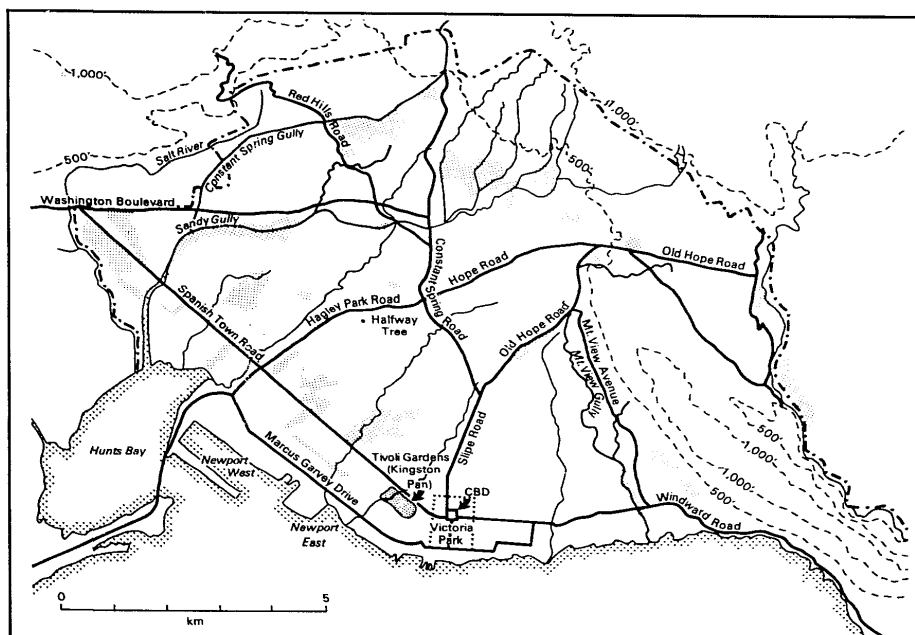 1,000'
Red Hills
Road
1,000'
500'
Salt River
Constant Spring Gully
500'
Washington Boulevard
Sandy Gully
Constant Spring Road
Hope Road
Old Hope Road
Spanish Town Road
Hagley Park Road
Halfway
Tree
Old Hope Road
Mt. View Avenue
Mt. View Gully
Hunts Bay
Newport
West
Marcus Garvey Drive
Tivoli Gardens
(Kingston
Pan)
Slipe Road
CBD
500'
1,000'
1,000'
500'
Newport
East
Victoria
Park
Windward Road
0
5
km